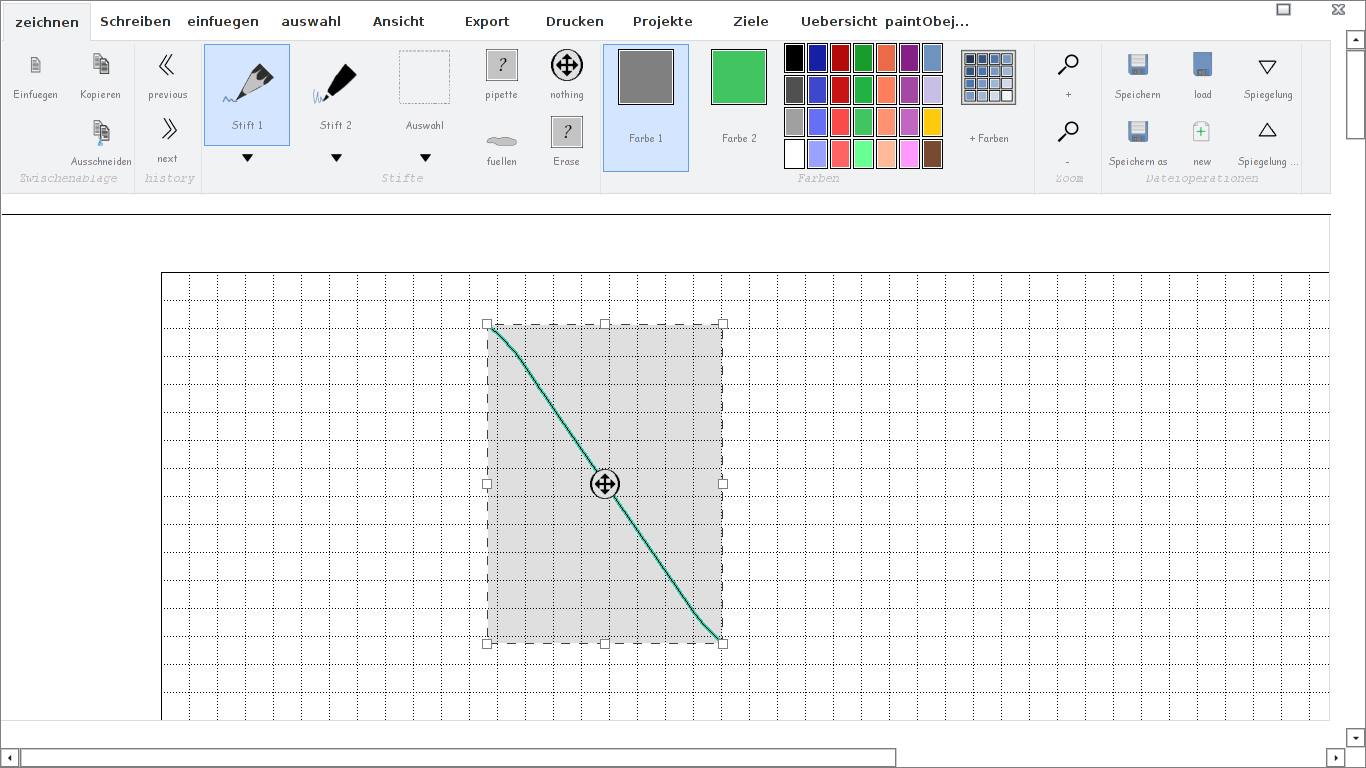 zeichnen Schreiben einfuegen auswahl Ansicht Export Drucken Projekte Ziele Uebersicht paintObej...
Einfuegen Kopieren previous Stift 1 Stift 2 Auswahl pipette nothing Farbe 1 Farbe 2 + Farben + Speichern load Spiegelung
Ausschneiden next fuellen Erase - Speichern as new Spiegelung ...
Zwischenablage history Stifte Farben Zoom Dateioperationen